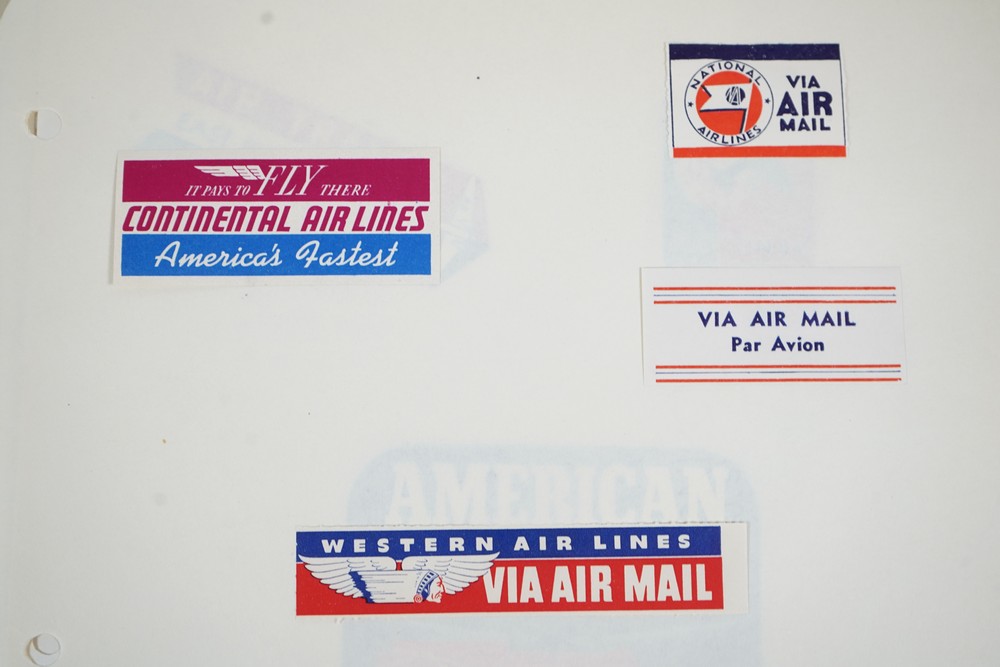 NATIONAL
AIRLINES
VIA
AIR
MAIL
IT PAYS TO FLY THERE
CONTINENTAL AIR LINES
America's Fastest
VIA AIR MAIL
Par Avion
AMERICAN
WESTERN AIR LINES
VIA AIR MAIL